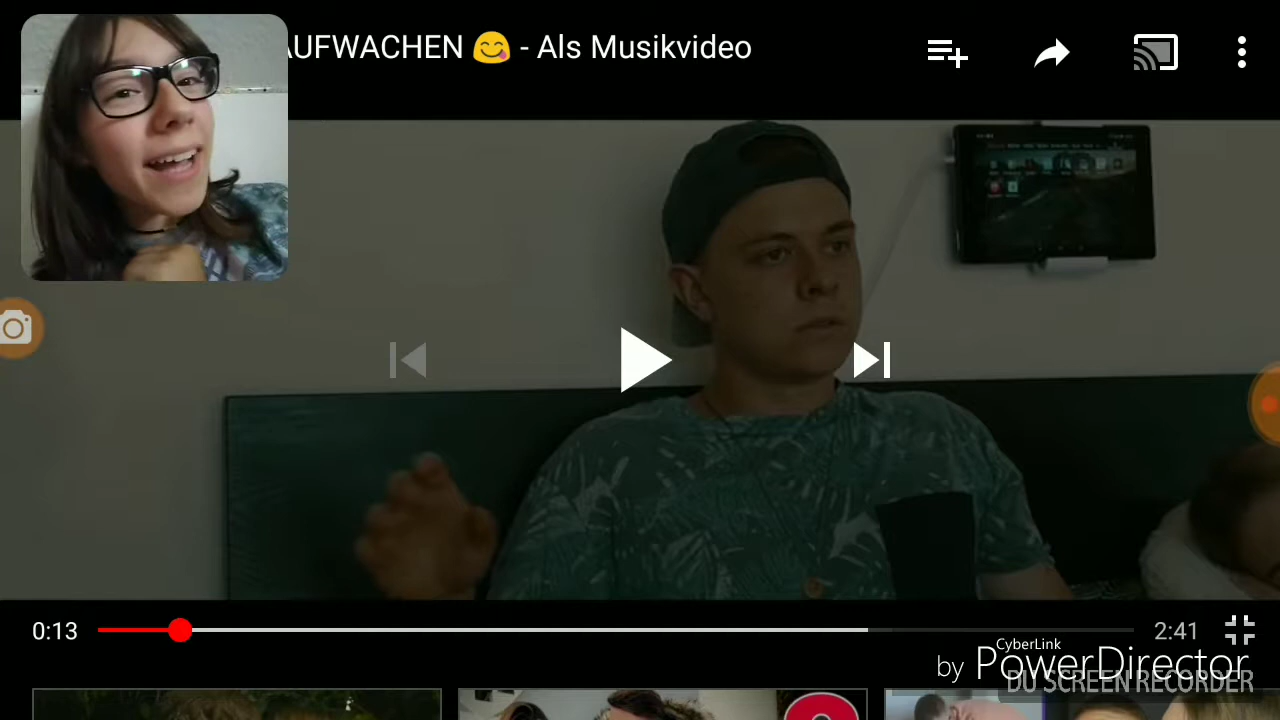 AUFWACHEN 😋 - Als Musikvideo
0:13
2:41
CyberLink
by PowerDirector
DU SCREEN RECORDER